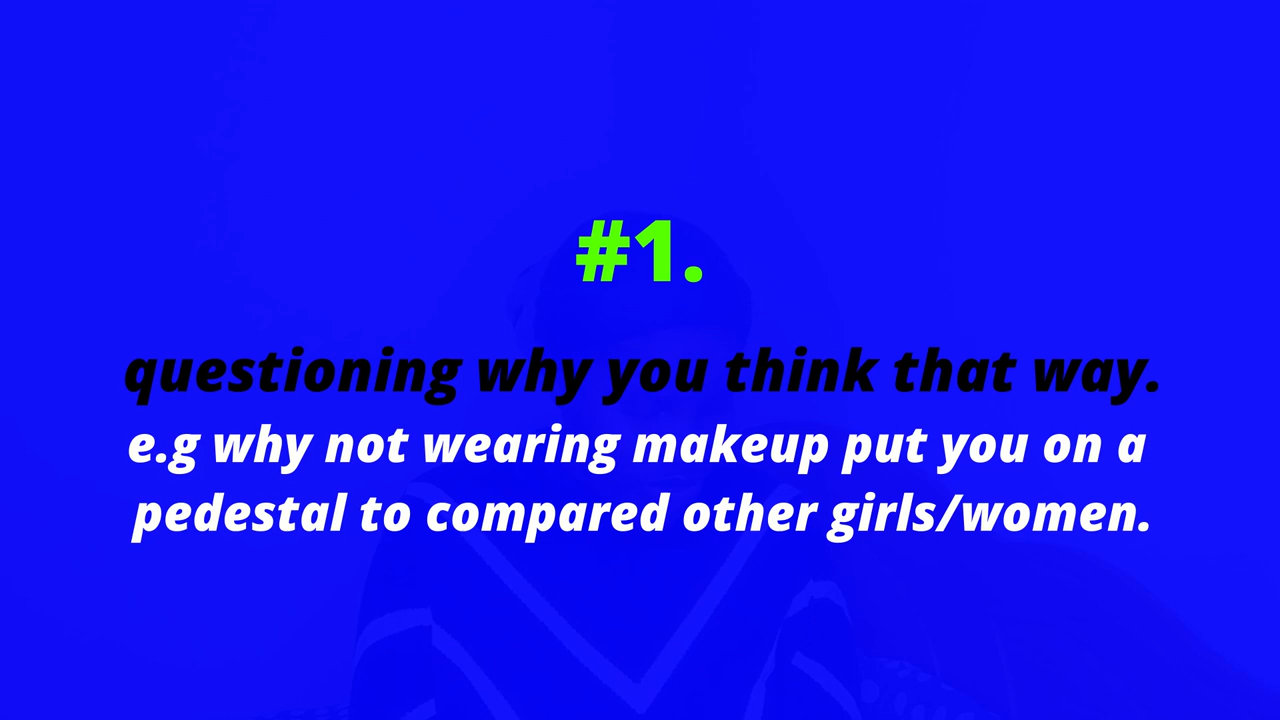 #1.
questioning why you think that way.
e.g why not wearing makeup put you on a
pedestal to compared other girls/women.